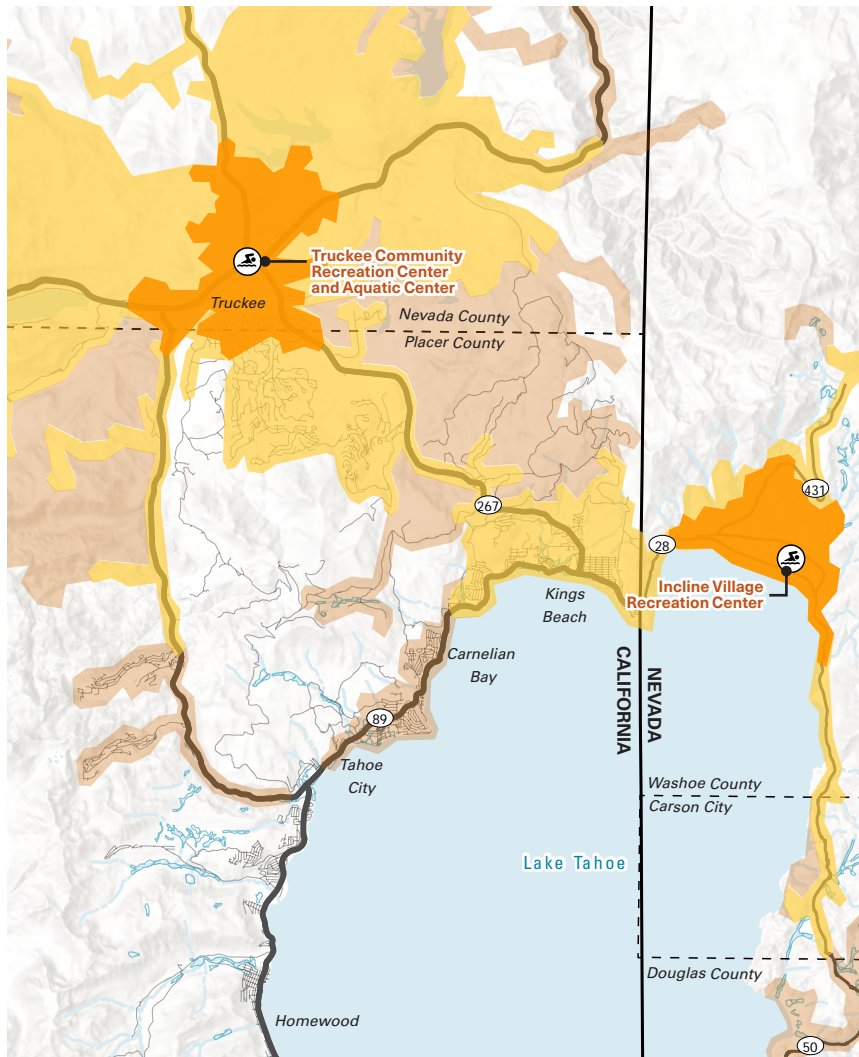 Truckee Community
Recreation Center
and Aquatic Center
Truckee
Nevada County
Placer County
431
267
28
Incline Village
Recreation Center
Kings
Beach
Carnelian
Bay
CALIFORNIA
NEVADA
89
Tahoe
City
Washoe County
Carson City
Lake Tahoe
Douglas County
Homewood
50